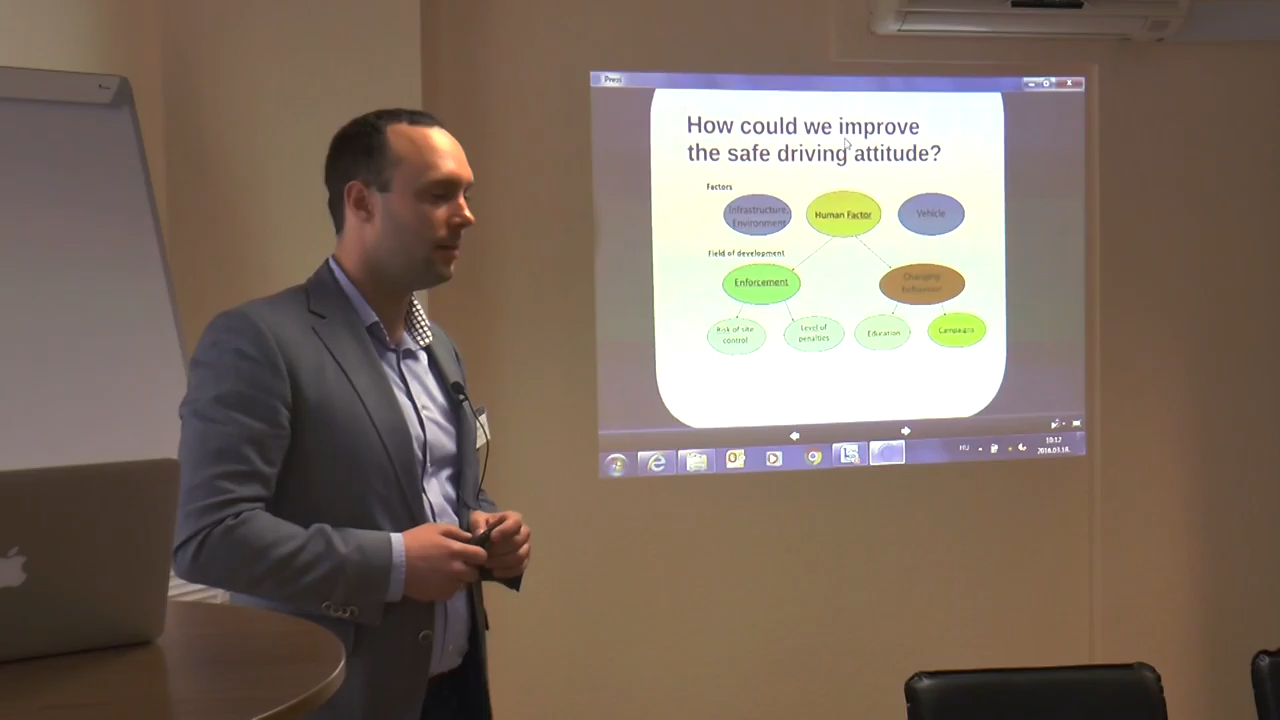 Prezi
How could we improve
the safe driving attitude?
Factors
Infrastructure,
Environment
Human Factor
Vehicle
Field of development
Enforcement
Changing
behaviour
Risk of site
control
Level of
penalties
Education
Campaigns
HU
10:12
2016.03.18.